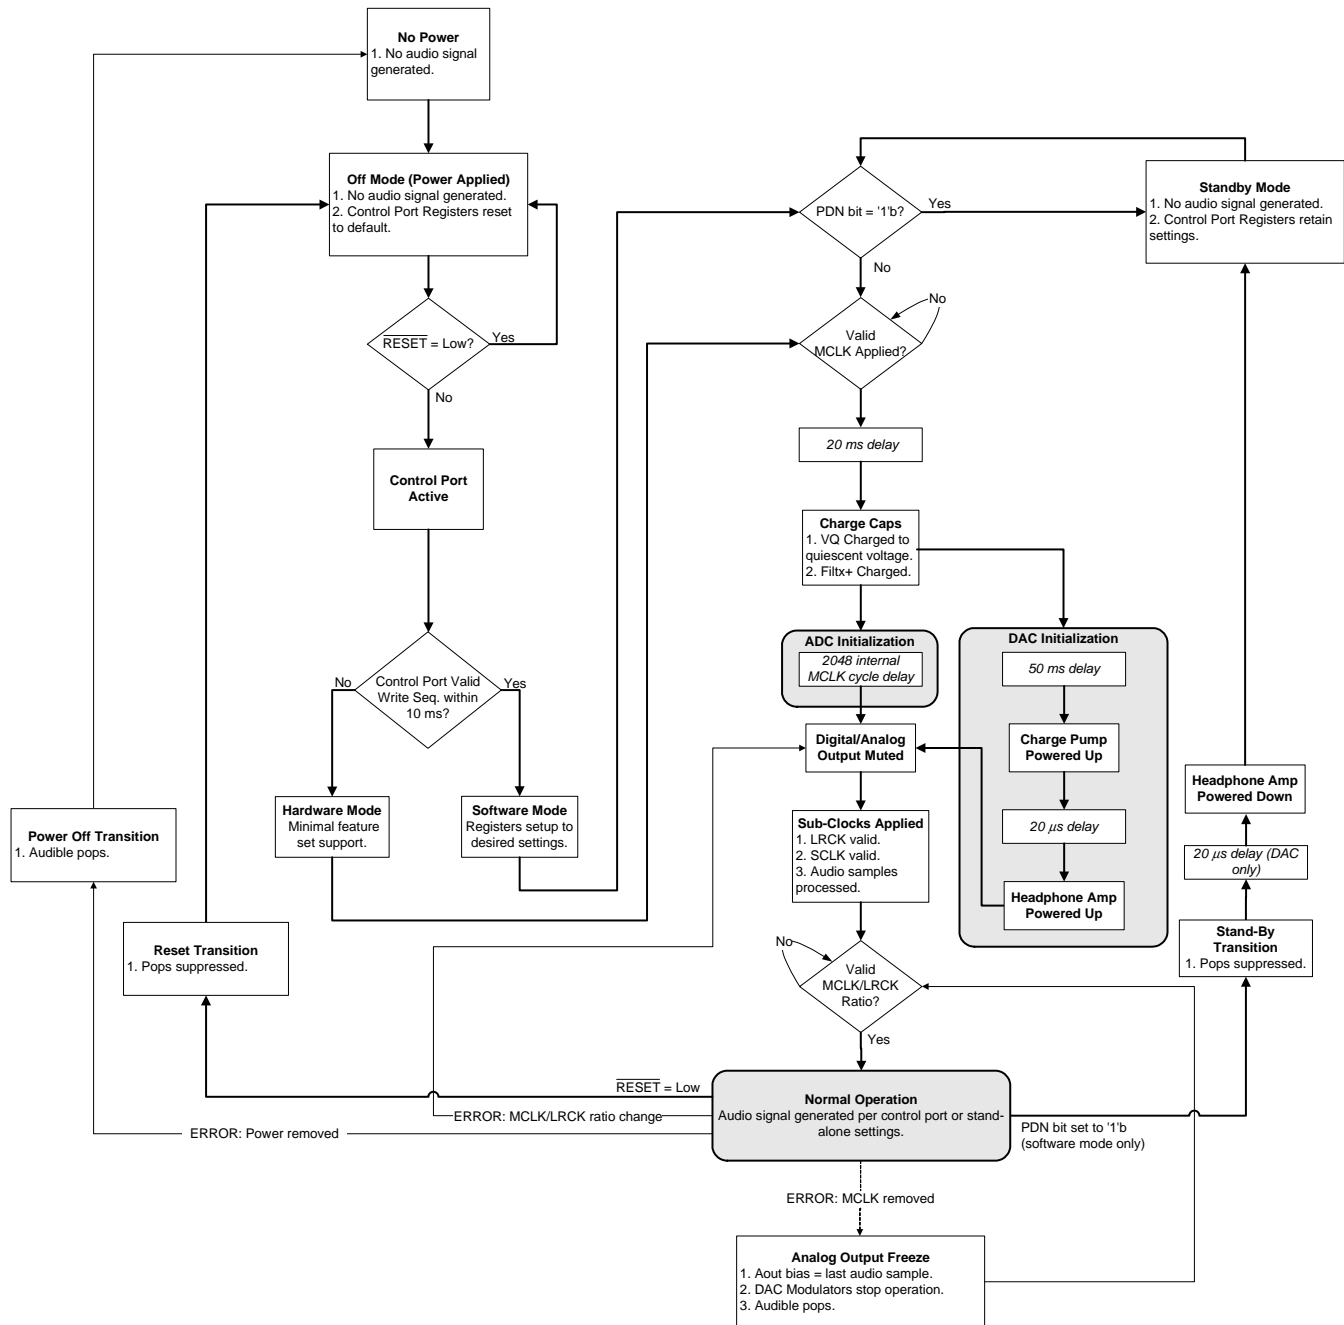 No Power
1. No audio signal
generated.
Off Mode (Power Applied)
1. No audio signal generated.
2. Control Port Registers reset
to default.
RESET = Low?
Yes
No
Control Port
Active
Control Port Valid
Write Seq. within
10 ms?
No
Yes
Hardware Mode
Minimal feature
set support.
Software Mode
Registers setup to
desired settings.
Power Off Transition
1. Audible pops.
Reset Transition
1. Pops suppressed.
PDN bit = '1'b?
Yes
No
Standby Mode
1. No audio signal generated.
2. Control Port Registers retain
settings.
Valid
MCLK Applied?
No
20 ms delay
Charge Caps
1. VQ Charged to
quiescent voltage.
2. Filtx+ Charged.
ADC Initialization
2048 internal
MCLK cycle delay
DAC Initialization
50 ms delay
Charge Pump
Powered Up
20 μs delay
Headphone Amp
Powered Up
Digital/Analog
Output Muted
Sub-Clocks Applied
1. LRCK valid.
2. SCLK valid.
3. Audio samples
processed.
Valid
MCLK/LRCK
Ratio?
No
Yes
Headphone Amp
Powered Down
20 μs delay (DAC
only)
Stand-By
Transition
1. Pops suppressed.
Normal Operation
Audio signal generated per control port or stand-
alone settings.
RESET = Low
ERROR: MCLK/LRCK ratio change
ERROR: Power removed
PDN bit set to '1'b
(software mode only)
ERROR: MCLK removed
Analog Output Freeze
1. Aout bias = last audio sample.
2. DAC Modulators stop operation.
3. Audible pops.